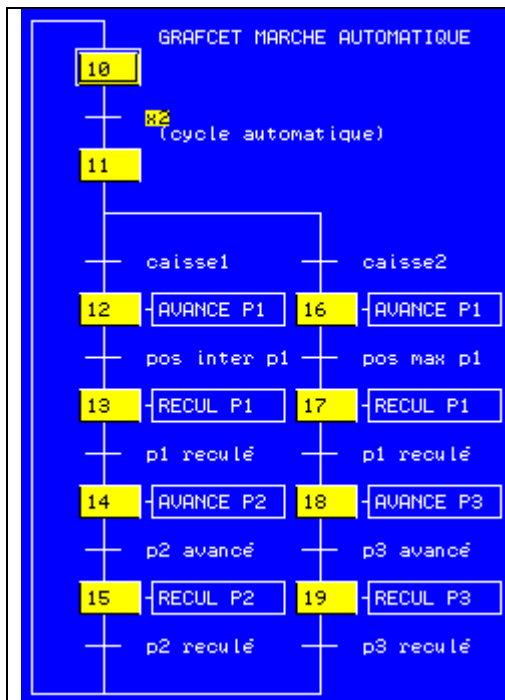 GRAFCET MARCHE AUTOMATIQUE
10
x2
(cycle automatique)
11
caisse1 caisse2
12 AVANCE P1 16 AVANCE P1
pos inter p1 pos max p1
13 RECUL P1 17 RECUL P1
p1 reculé p1 reculé
14 AVANCE P2 18 AVANCE P3
p2 avancé p3 avancé
15 RECUL P2 19 RECUL P3
p2 reculé p3 reculé